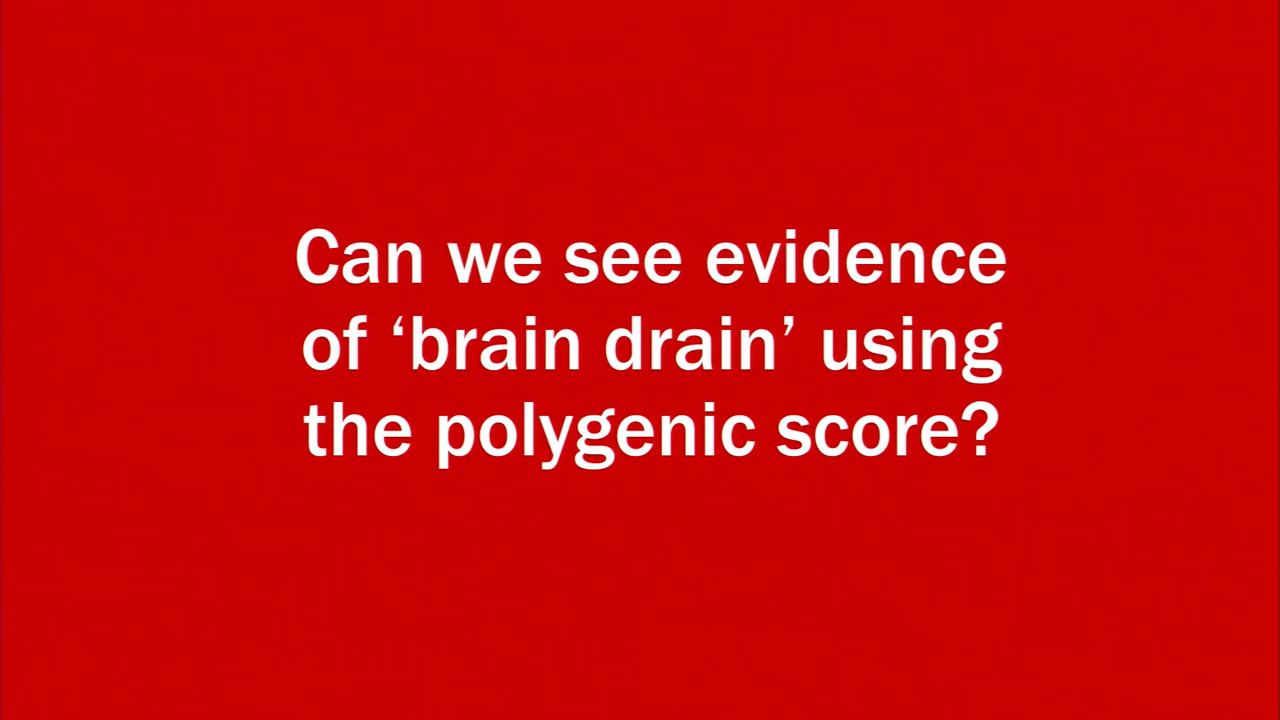 Can we see evidence
of ‘brain drain’ using
the polygenic score?